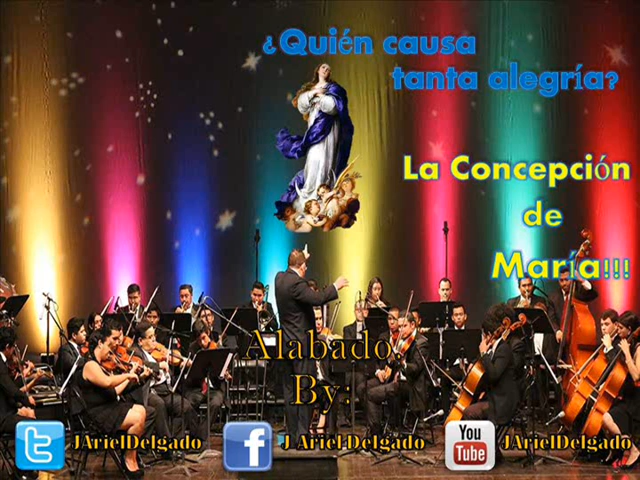 ¿Quién causa
tanta alegría?
La Concepción
de
María!!!
Alabado.
By:
JArielDelgado
J ArielDelgado
You
Tube
JArielDelgado